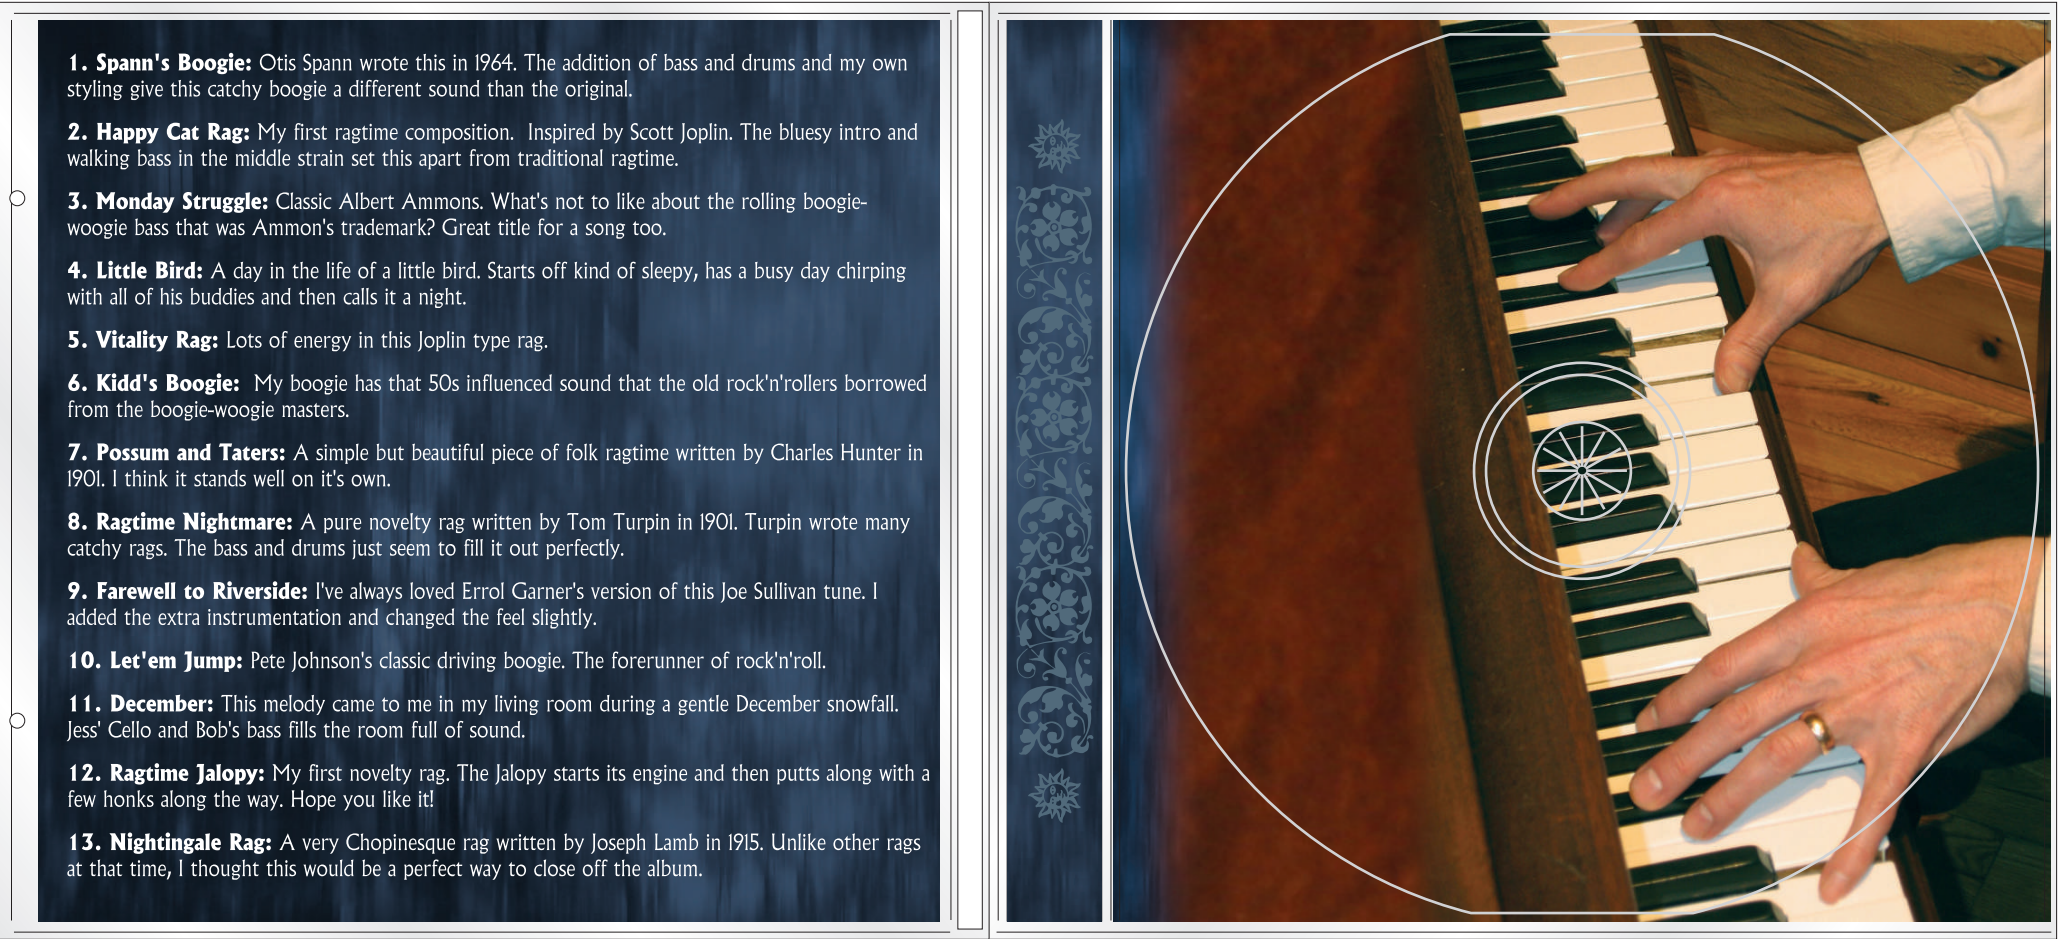 1. Spann's Boogie: Otis Spann wrote this in 1964. The addition of bass and drums and my own
styling give this catchy boogie a different sound than the original.
2. Happy Cat Rag: My first ragtime composition.  Inspired by Scott Joplin. The bluesy intro and
walking bass in the middle strain set this apart from traditional ragtime.
3. Monday Struggle: Classic Albert Ammons. What's not to like about the rolling boogie-
woogie bass that was Ammon's trademark? Great title for a song too.
4. Little Bird: A day in the life of a little bird. Starts off kind of sleepy, has a busy day chirping
with all of his buddies and then calls it a night.
5. Vitality Rag: Lots of energy in this Joplin type rag.
6. Kidd's Boogie:  My boogie has that 50s influenced sound that the old rock'n'rollers borrowed
from the boogie-woogie masters.
7. Possum and Taters: A simple but beautiful piece of folk ragtime written by Charles Hunter in
1901. I think it stands well on it's own.
8. Ragtime Nightmare: A pure novelty rag written by Tom Turpin in 1901. Turpin wrote many
catchy rags. The bass and drums just seem to fill it out perfectly.
9. Farewell to Riverside: I've always loved Errol Garner's version of this Joe Sullivan tune. I
added the extra instrumentation and changed the feel slightly.
10. Let'em Jump: Pete Johnson's classic driving boogie. The forerunner of rock'n'roll.
11. December: This melody came to me in my living room during a gentle December snowfall.
Jess' Cello and Bob's bass fills the room full of sound.
12. Ragtime Jalopy: My first novelty rag. The Jalopy starts its engine and then putts along with a
few honks along the way. Hope you like it!
13. Nightingale Rag: A very Chopinesque rag written by Joseph Lamb in 1915. Unlike other rags
at that time, I thought this would be a perfect way to close off the album.